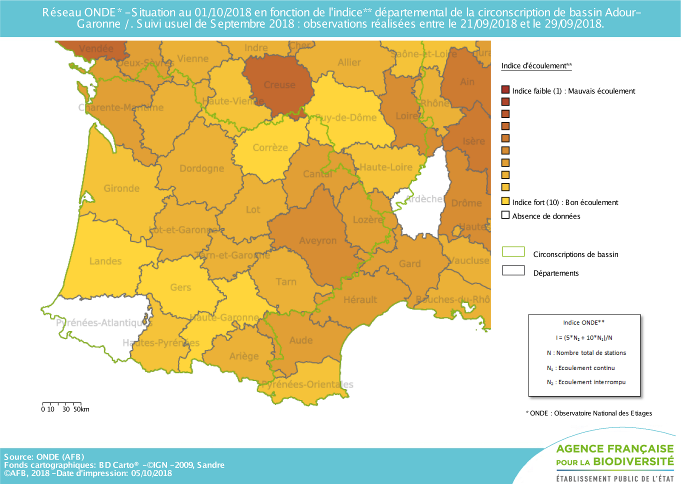 Réseau ONDE* -Situation au 01/10/2018 en fonction de l'indice** départemental de la circonscription de bassin Adour-
Garonne /. Suivi usuel de Septembre 2018 : observations réalisées entre le 21/09/2018 et le 29/09/2018.
Vendée
Deux-Sèvres
Vienne
Indre
Cher
Allier
Saône-et-Loire
Creuse
Ain
Charente-Maritime
Haute-Vienne
Puy-de-Dôme
Loire
Rhône
Corrèze
Isère
Dordogne
Cantal
Haute-Loire
Gironde
Ardèche
Drôme
Lot
Lozère
Haute
Lot-et-Garonne
Aveyron
Tarn-et-Garonne
Gard
Vaucluse
Landes
Gers
Tarn
Hérault
Bouches-du-Rhô
Pyrénées-Atlantique
Haute-Garonne
Hautes-Pyrénées
Ariège
Aude
Pyrénées-Orientales
0 10 30 50km
Indice d'écoulement**
Indice faible (1) : Mauvais écoulement
Indice fort (10) : Bon écoulement
Absence de données
Circonscriptions de bassin
Départements
Indice ONDE**
I = (5*N₂ + 10*N₁)/N
N : Nombre total de stations
N₁ : Ecoulement continu
N₂ : Ecoulement interrompu
* ONDE : Observatoire National des Etiages
Source: ONDE (AFB)
Fonds cartographiques: BD Carto® -©IGN -2009, Sandre
©AFB, 2018 -Date d'impression: 05/10/2018
AGENCE FRANÇAISE
POUR LA BIODIVERSITÉ
ÉTABLISSEMENT PUBLIC DE L'ÉTAT